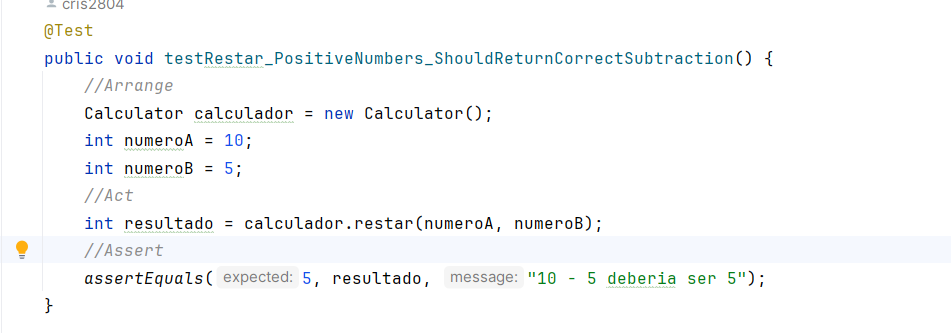 cris2804
@Test
public void testRestar_PositiveNumbers_ShouldReturnCorrectSubtraction() {
//Arrange
Calculator calculador = new Calculator();
int numeroA = 10;
int numeroB = 5;
//Act
int resultado = calculador.restar(numeroA, numeroB);
//Assert
assertEquals( expected: 5, resultado, message: "10 - 5 deberia ser 5");
}